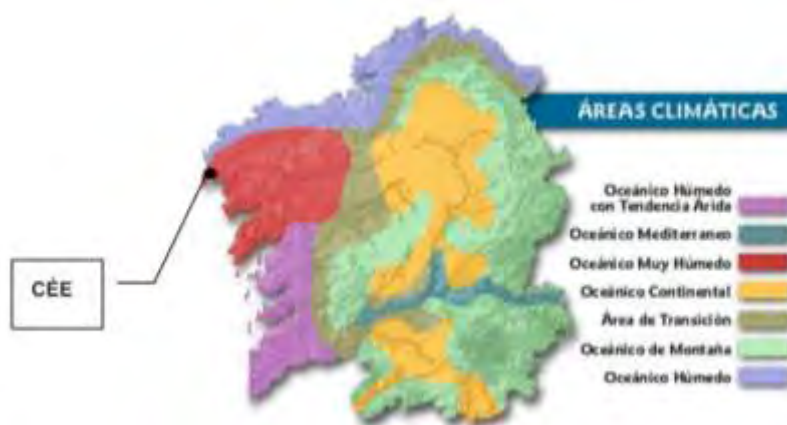 ÁREAS CLIMÁTICAS
CÉE
Oceánico Húmedo
con Tendencia Árida
Oceánico Mediterraneo
Oceánico Muy Húmedo
Oceánico Continental
Área de Transición
Oceánico de Montaña
Oceánico Húmedo